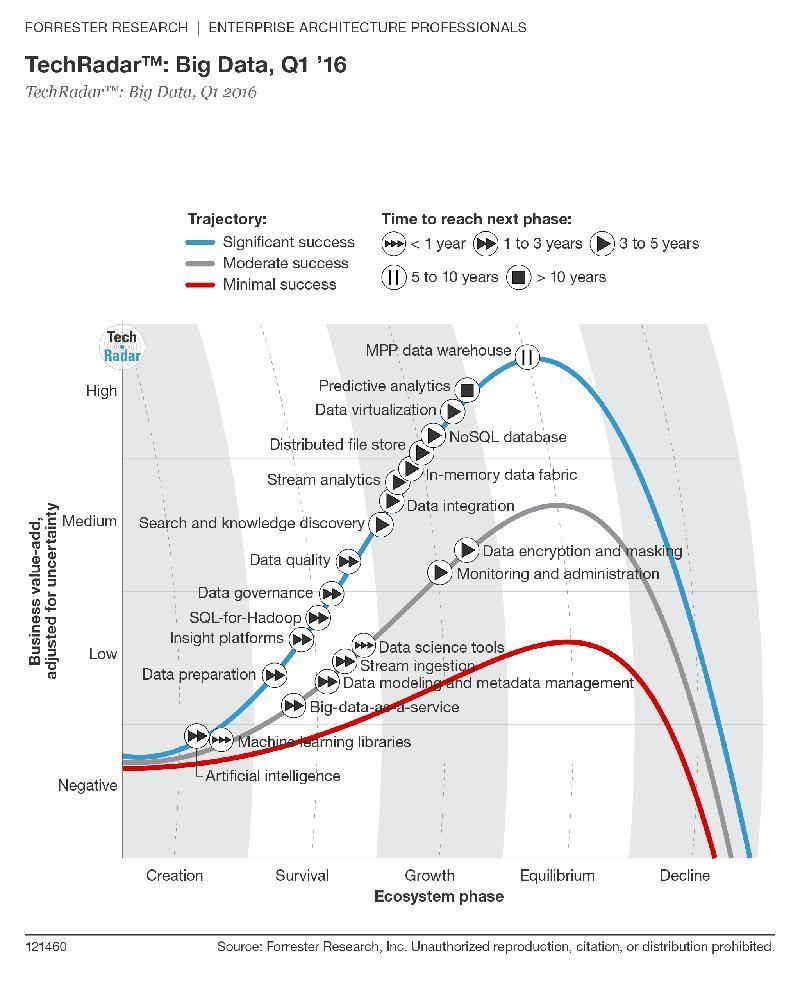 FORRESTER RESEARCH | ENTERPRISE ARCHITECTURE PROFESSIONALS
TechRadar™: Big Data, Q1 ’16
TechRadar™: Big Data, Q1 2016
Trajectory:
Significant success
Moderate success
Minimal success
Time to reach next phase:
< 1 year 1 to 3 years 3 to 5 years
5 to 10 years > 10 years
Tech
Radar
Business value-add,
adjusted for uncertainty
High
Medium
Low
Negative
MPP data warehouse
Predictive analytics
Data virtualization
NoSQL database
Distributed file store
In-memory data fabric
Stream analytics
Data integration
Search and knowledge discovery
Data encryption and masking
Data quality
Monitoring and administration
Data governance
SQL-for-Hadoop
Insight platforms
Data science tools
Stream ingestion
Data preparation
Data modeling and metadata management
Big-data-as-a-service
Machine learning libraries
Artificial intelligence
Creation Survival Growth Equilibrium Decline
Ecosystem phase
121460 Source: Forrester Research, Inc. Unauthorized reproduction, citation, or distribution prohibited.